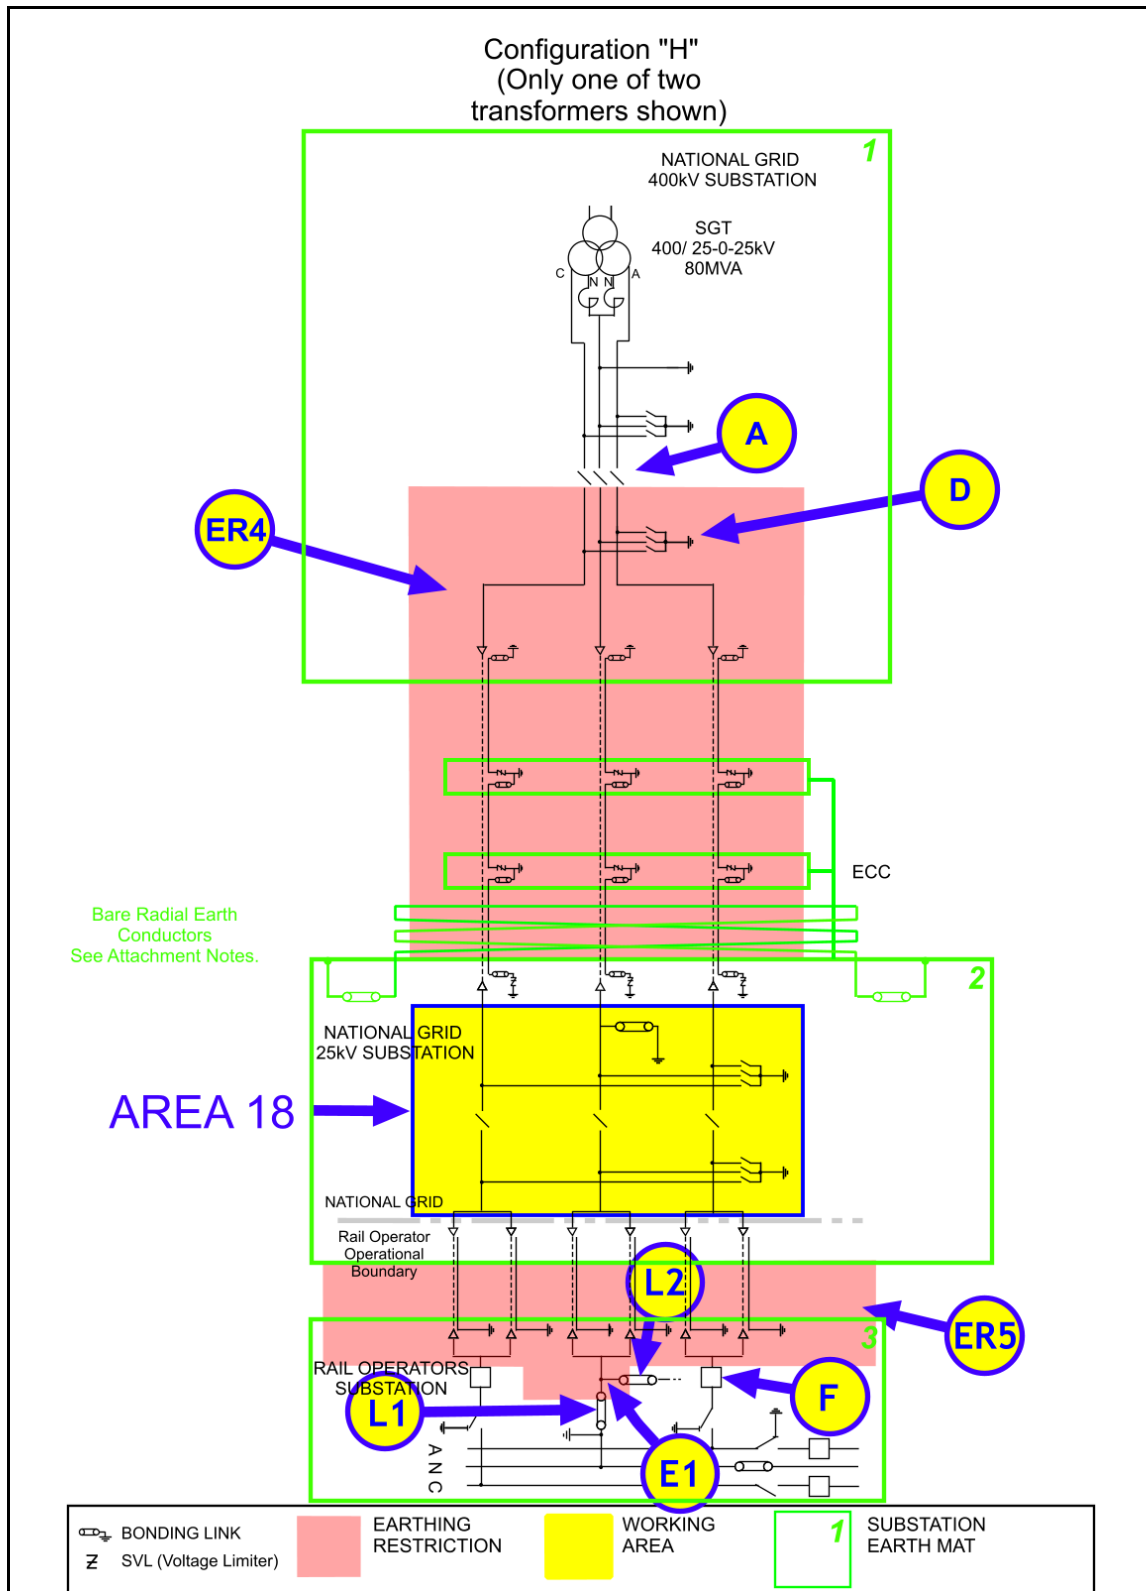 Configuration "H"
(Only one of two
transformers shown)
1
NATIONAL GRID
400kV SUBSTATION
SGT
400/ 25-0-25kV
80MVA
C
N N
A
A
D
ER4
ECC
Bare Radial Earth
Conductors
See Attachment Notes.
2
NATIONAL GRID
25kV SUBSTATION
AREA 18
NATIONAL GRID
Rail Operator
Operational
Boundary
L2
ER5
3
RAIL OPERATORS
SUBSTATION
F
L1
E1
A
N
C
BONDING LINK
SVL (Voltage Limiter)
EARTHING
RESTRICTION
WORKING
AREA
1
SUBSTATION
EARTH MAT